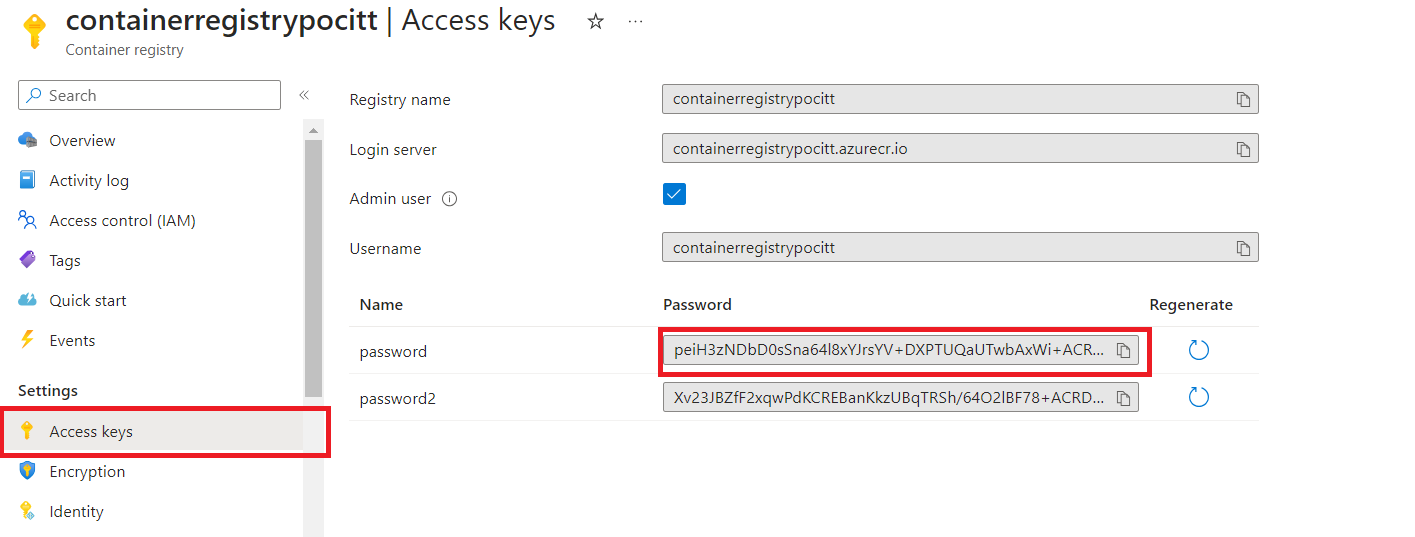 containerregistrypocitt | Access keys
Container registry
Search
Overview
Activity log
Access control (IAM)
Tags
Quick start
Events
Settings
Access keys
Encryption
Identity
Registry name
containerregistrypocitt
Login server
containerregistrypocitt.azurecr.io
Admin user
Username
containerregistrypocitt
Name Password Regenerate
password peiH3zNDbD0sSna64l8xYJrsYV+DXPTUQaUTwbAxWi+ACR...
password2 Xv23JBZfF2xqwPdKCREBanKkzUBqTRSh/64O2lBF78+ACRD...